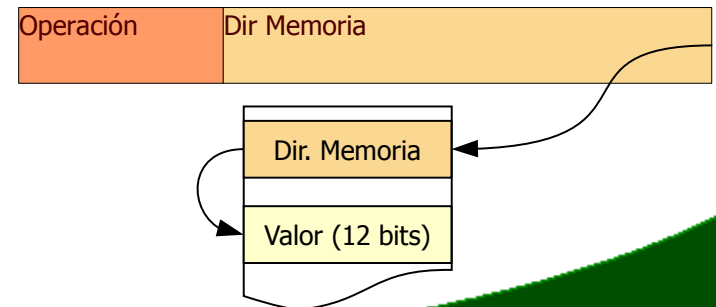 Operación
Dir Memoria
Dir. Memoria
Valor (12 bits)